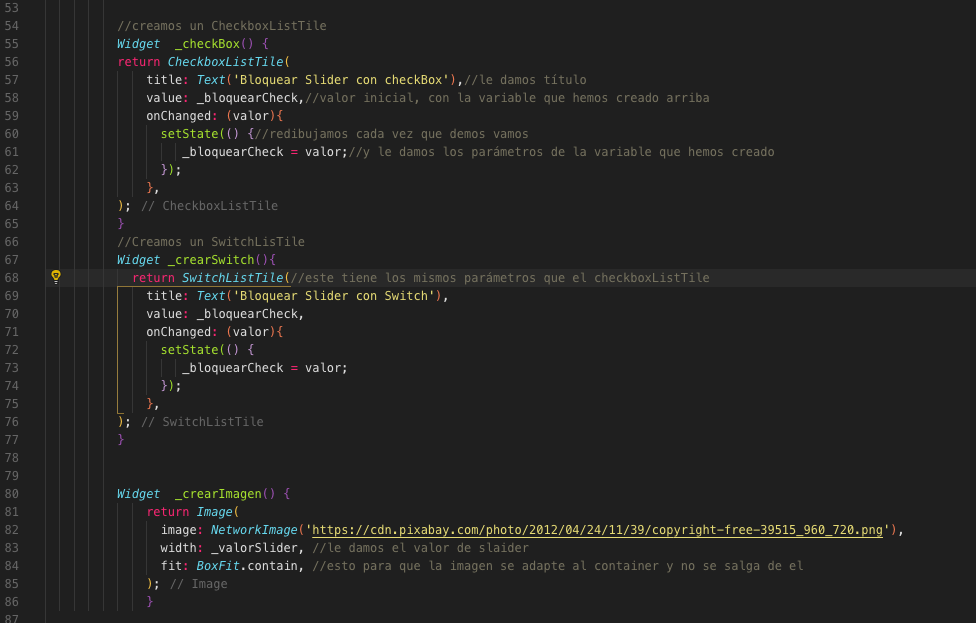 53
54 //creamos un CheckboxListTile
55 Widget  _checkBox() {
56 return CheckboxListTile(
57 title: Text('Bloquear Slider con checkBox'),//le damos título
58 value: _bloquearCheck,//valor inicial, con la variable que hemos creado arriba
59 onChanged: (valor){
60 setState(() {//redibujamos cada vez que demos vamos
61 _bloquearCheck = valor;//y le damos los parámetros de la variable que hemos creado
62 });
63 },
64 ); // CheckboxListTile
65 }
66 //Creamos un SwitchLisTile
67 Widget _crearSwitch(){
68 return SwitchListTile(//este tiene los mismos parámetros que el checkboxListTile
69 title: Text('Bloquear Slider con Switch'),
70 value: _bloquearCheck,
71 onChanged: (valor){
72 setState(() {
73 _bloquearCheck = valor;
74 });
75 },
76 ); // SwitchListTile
77 }
78
79
80 Widget  _crearImagen() {
81 return Image(
82 image: NetworkImage('https://cdn.pixabay.com/photo/2012/04/24/11/39/copyright-free-39515_960_720.png'),
83 width: _valorSlider, //le damos el valor de slaider
84 fit: BoxFit.contain, //esto para que la imagen se adapte al container y no se salga de el
85 ); // Image
86 }
87